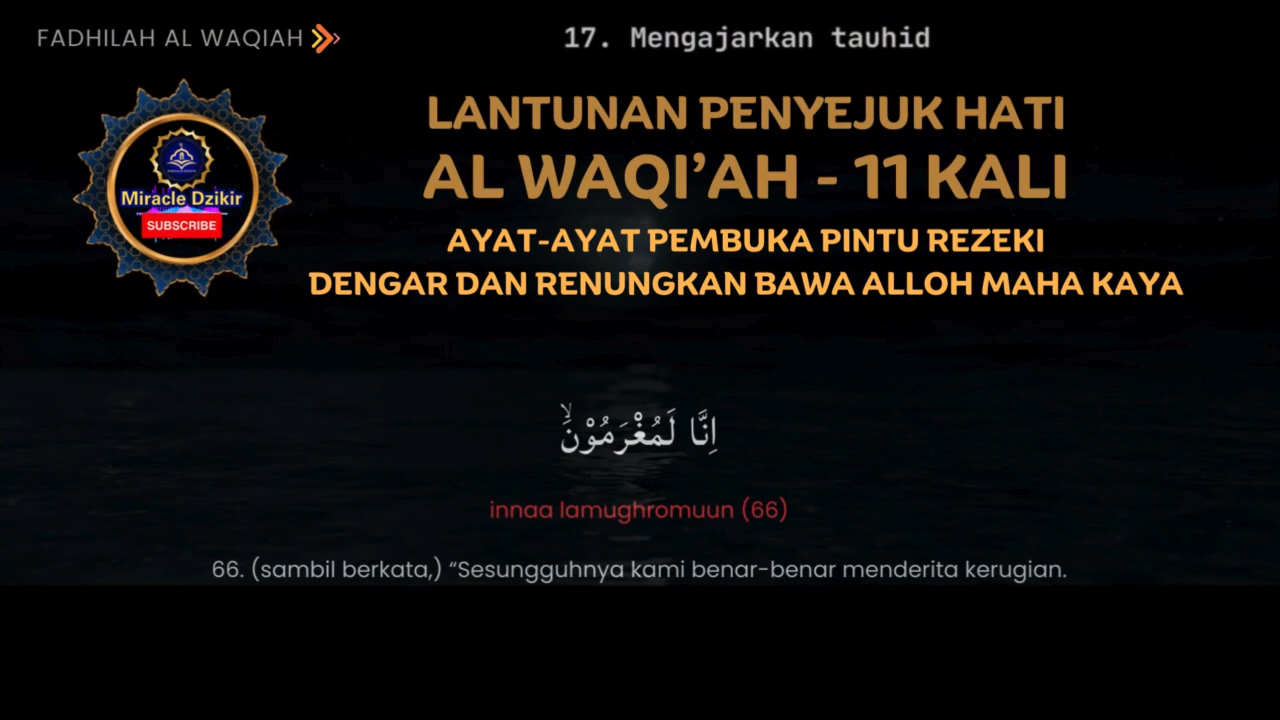 FADHILAH AL WAQIAH
17. Mengajarkan tauhid
LANTUNAN PENYEJUK HATI
AL WAQI’AH - 11 KALI
AYAT-AYAT PEMBUKA PINTU REZEKI
DENGAR DAN RENUNGKAN BAWA ALLOH MAHA KAYA
Miracle Dzikir
SUBSCRIBE
اِنَّا لَمُغْرَمُوْنَۙ
innaa lamughromuun (66)
66. (sambil berkata,) “Sesungguhnya kami benar-benar menderita kerugian.